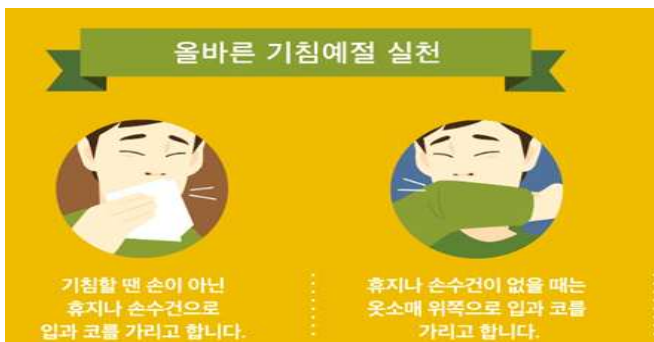 올바른 기침예절 실천
기침할 땐 손이 아닌
휴지나 손수건으로
입과 코를 가리고 합니다.
휴지나 손수건이 없을 때는
옷소매 위쪽으로 입과 코를
가리고 합니다.